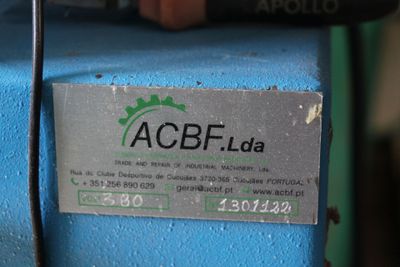 APOLLO
ACBF.Lda
TRADE AND REPAIR OF INDUSTRIAL MACHINERY, Lda.
Rua do Clube Desportivo de Cucujães 3720-365 Cucujães PORTUGAL
+ 351 256 890 629 geral@acbf.pt www.acbf.pt
380 1301122